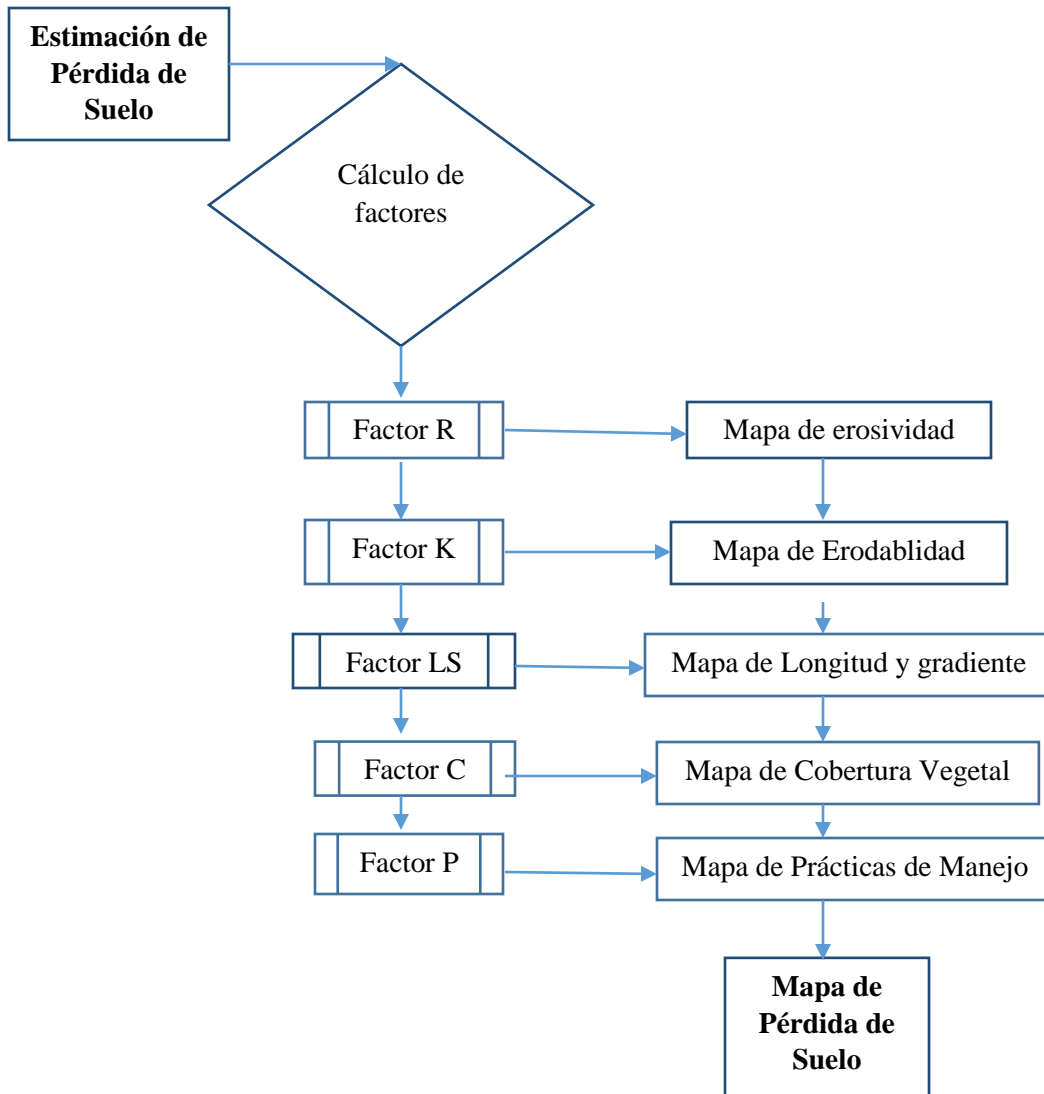 Estimación de
Pérdida de
Suelo
Cálculo de
factores
Factor R
Mapa de erosividad
Factor K
Mapa de Erodablidad
Factor LS
Mapa de Longitud y gradiente
Factor C
Mapa de Cobertura Vegetal
Factor P
Mapa de Prácticas de Manejo
Mapa de
Pérdida de
Suelo